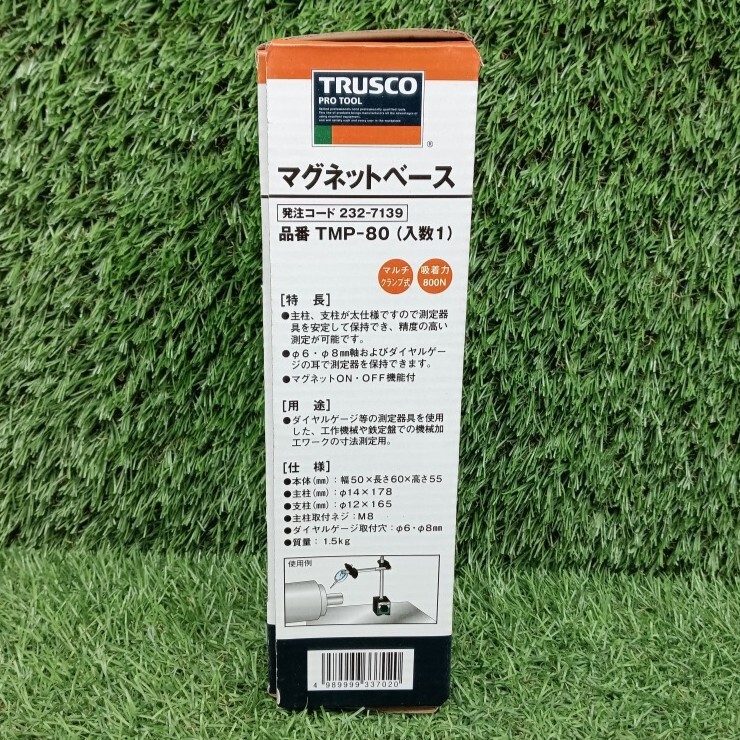 TRUSCO
PRO TOOL
®
マグネットベース
発注コード 232-7139
品番 TMP-80(入数1)
マルチ
クランプ式
吸着力
800N
[特 長]
●主柱、支柱が太仕様ですので測定器
具を安定して保持でき、精度の高い
測定が可能です。
●φ6・φ8㎜軸およびダイヤルゲー
ジの耳で測定器を保持できます。
●マグネットON・OFF機能付
[用 途]
●ダイヤルゲージ等の測定器具を使用
した、工作機械や鉄定盤での機械加
工ワークの寸法測定用。
[仕 様]
●本体(㎜):幅50×長さ60×高さ55
●主柱(㎜):φ14×178
●支柱(㎜):φ12×165
●主柱取付ネジ:M8
●ダイヤルゲージ取付穴:φ6・φ8㎜
●質量:1.5kg
使用例
4 989999 337020